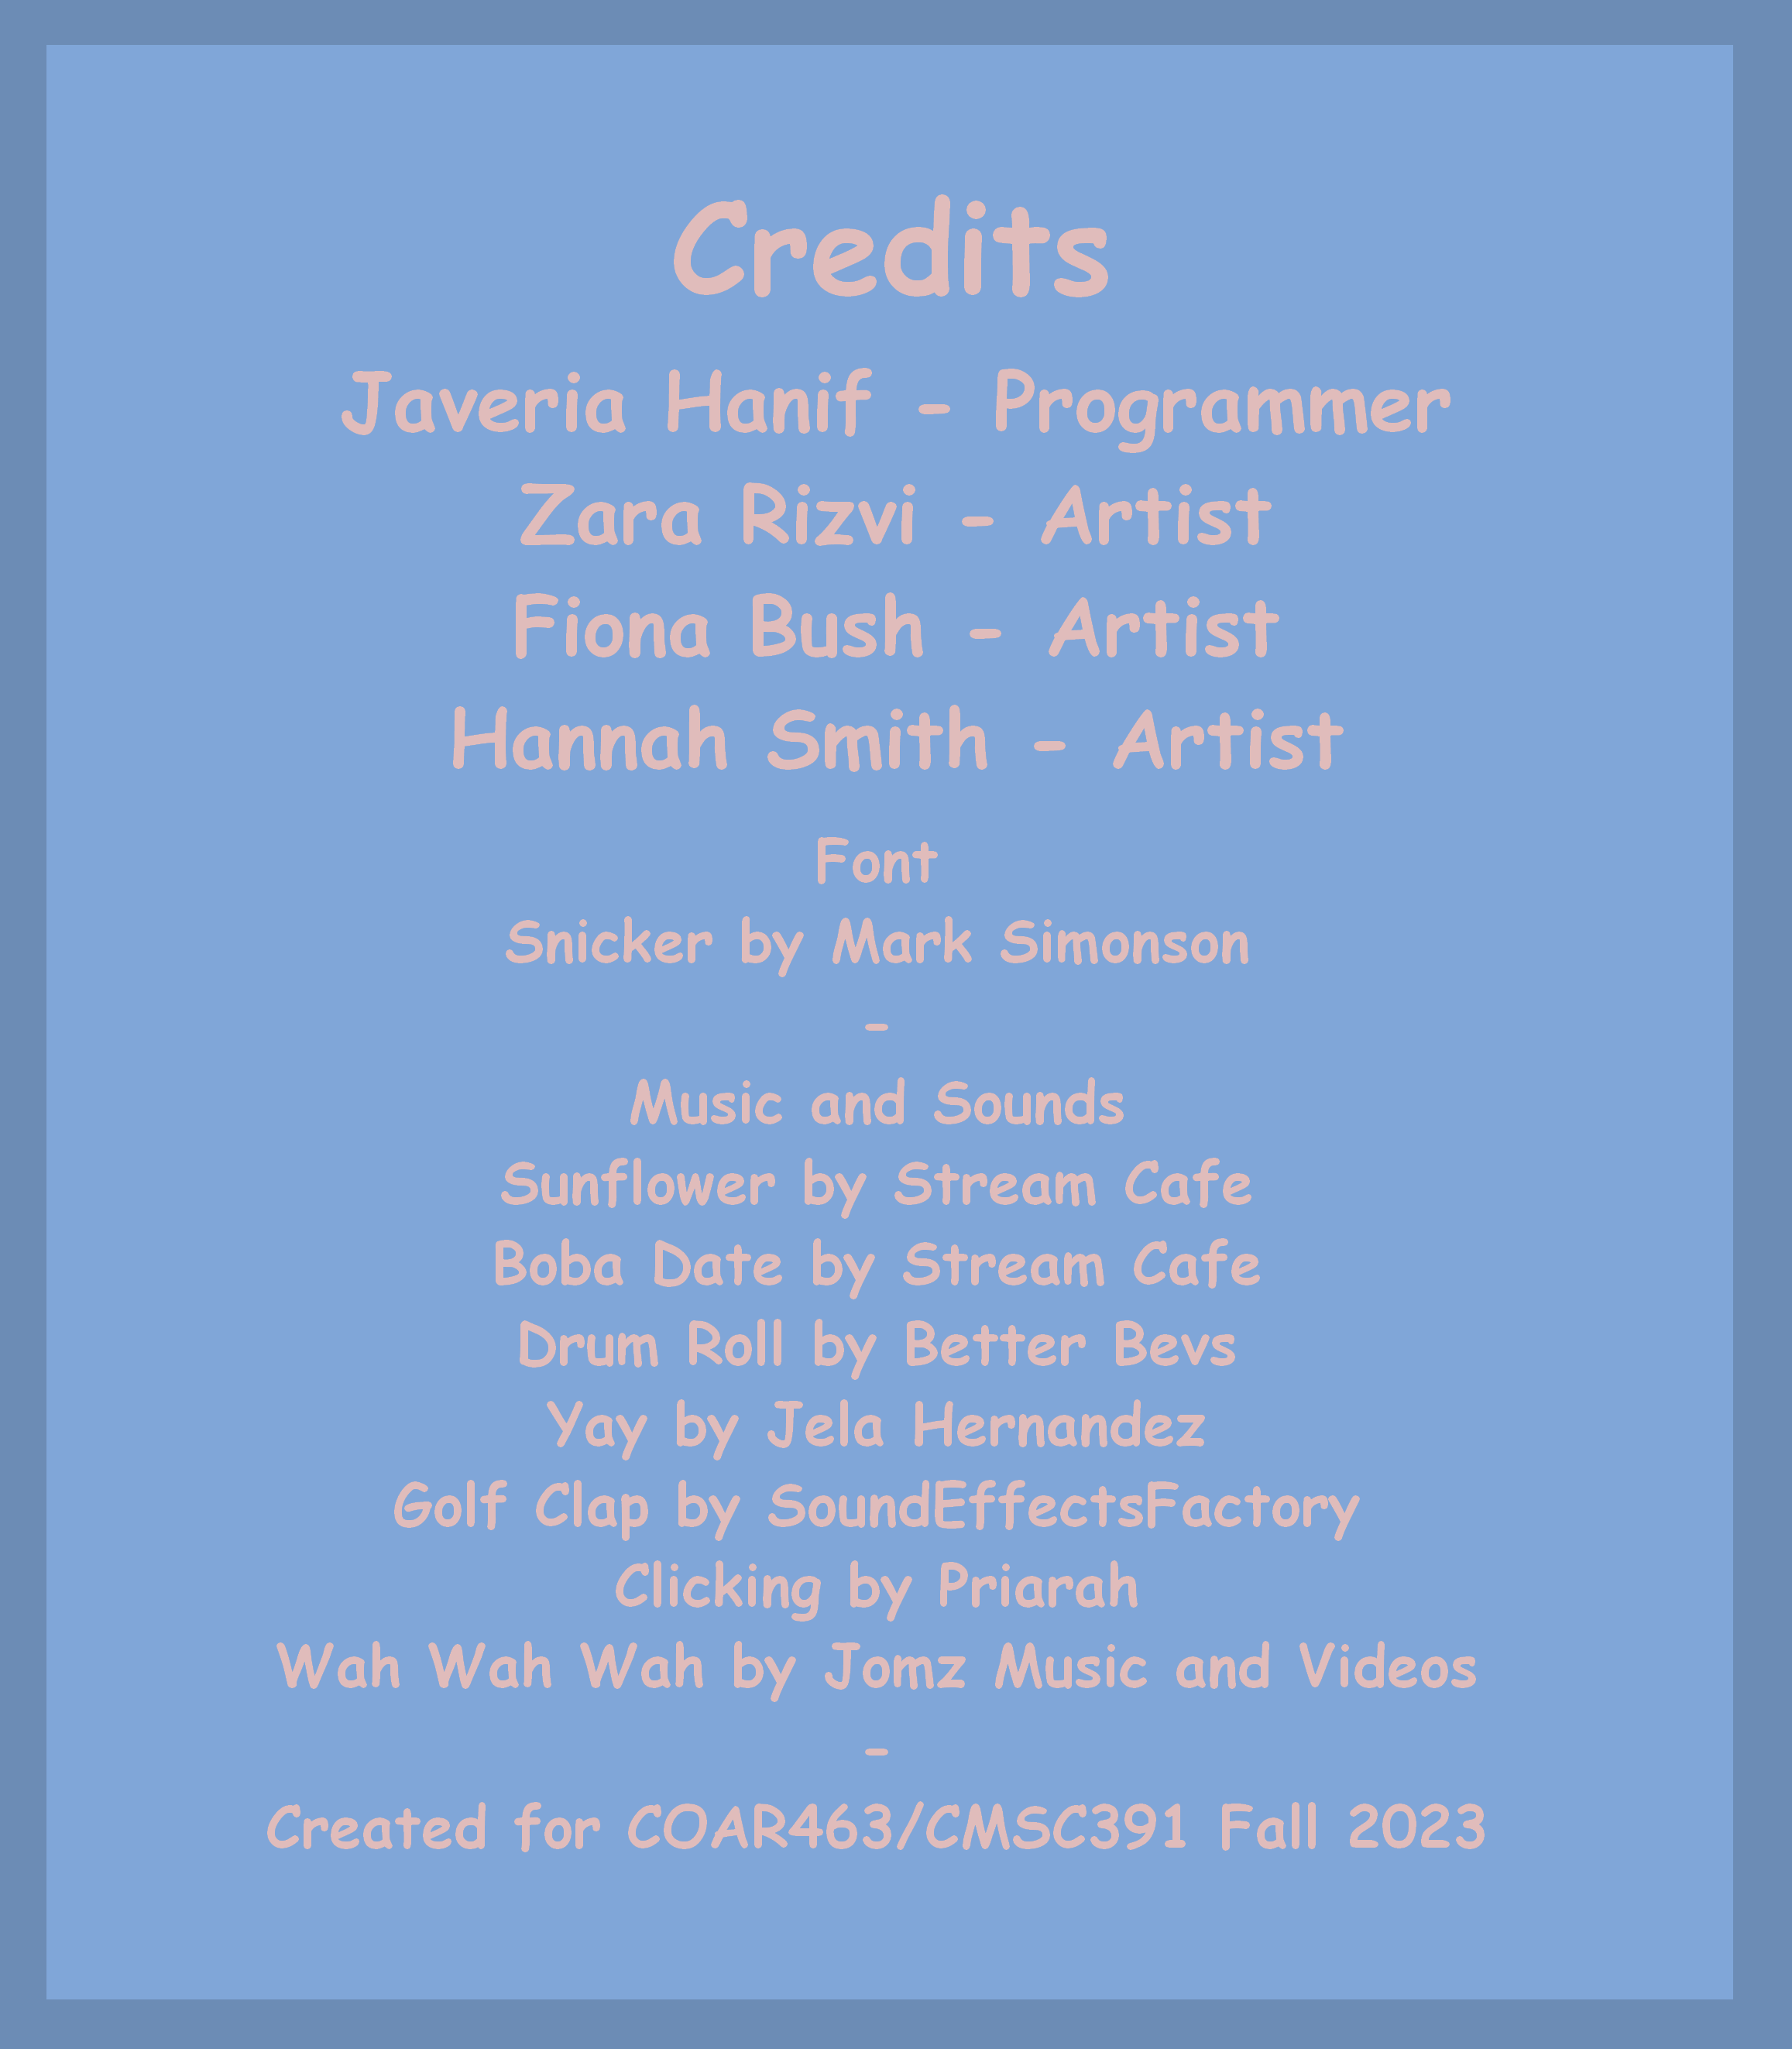 Credits
Javeria Hanif - Programmer
Zara Rizvi - Artist
Fiona Bush - Artist
Hannah Smith - Artist
Font
Snicker by Mark Simonson
-
Music and Sounds
Sunflower by Stream Cafe
Boba Date by Stream Cafe
Drum Roll by Better Bevs
Yay by Jela Hernandez
Golf Clap by SoundEffectsFactory
Clicking by Priarah
Wah Wah Wah by Jomz Music and Videos
-
Created for COAR463/CMSC391 Fall 2023